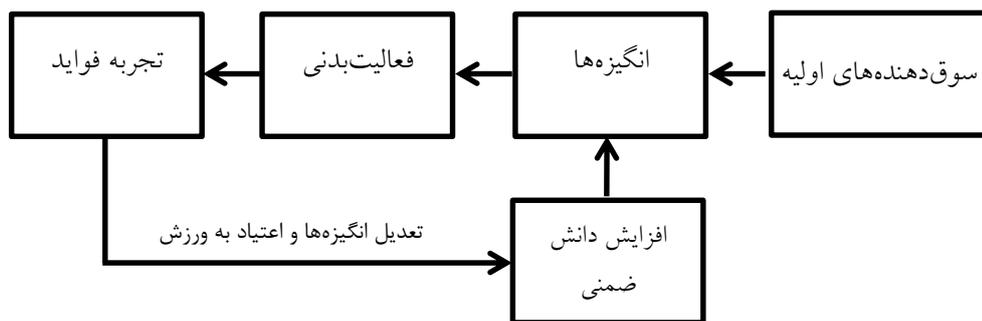 سوق‌دهنده‌های اولیه
انگیزه‌ها
فعالیت‌بدنی
تجربه فواید
تعدیل انگیزه‌ها و اعتیاد به ورزش
افزایش دانش
ضمنی